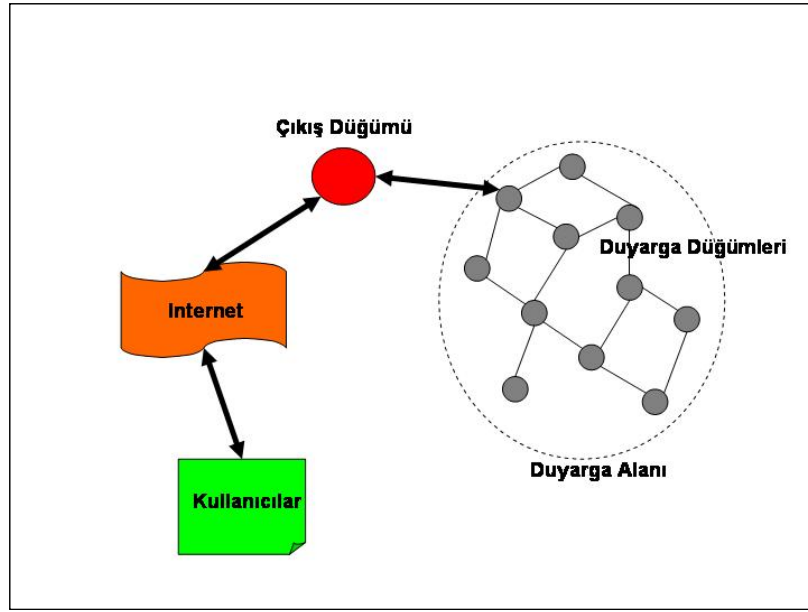 Çıkış Düğümü
Duyarga Düğümleri
Internet
Duyarga Alanı
Kullanıcılar